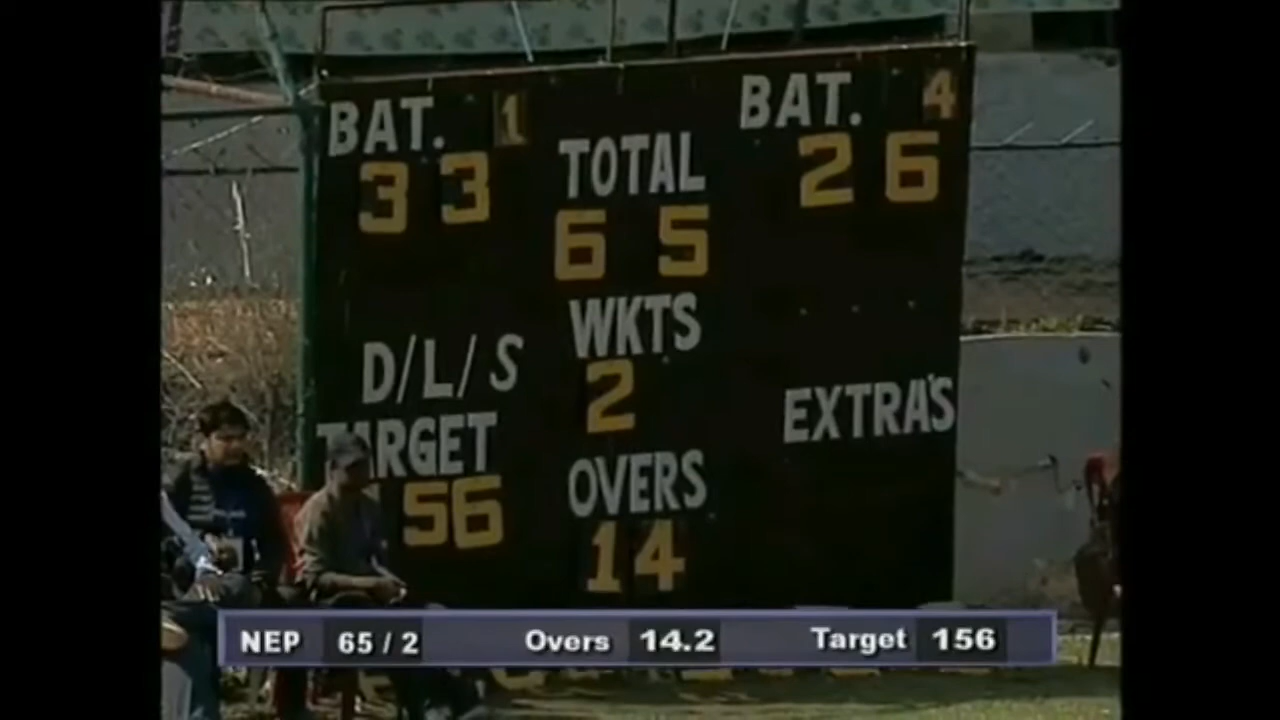 BAT. 1
33
TOTAL
65
BAT. 4
26
WKTS
2
D/L/S
TARGET
56
EXTRA'S
OVERS
14
NEP 65 / 2 Overs 14.2 Target 156